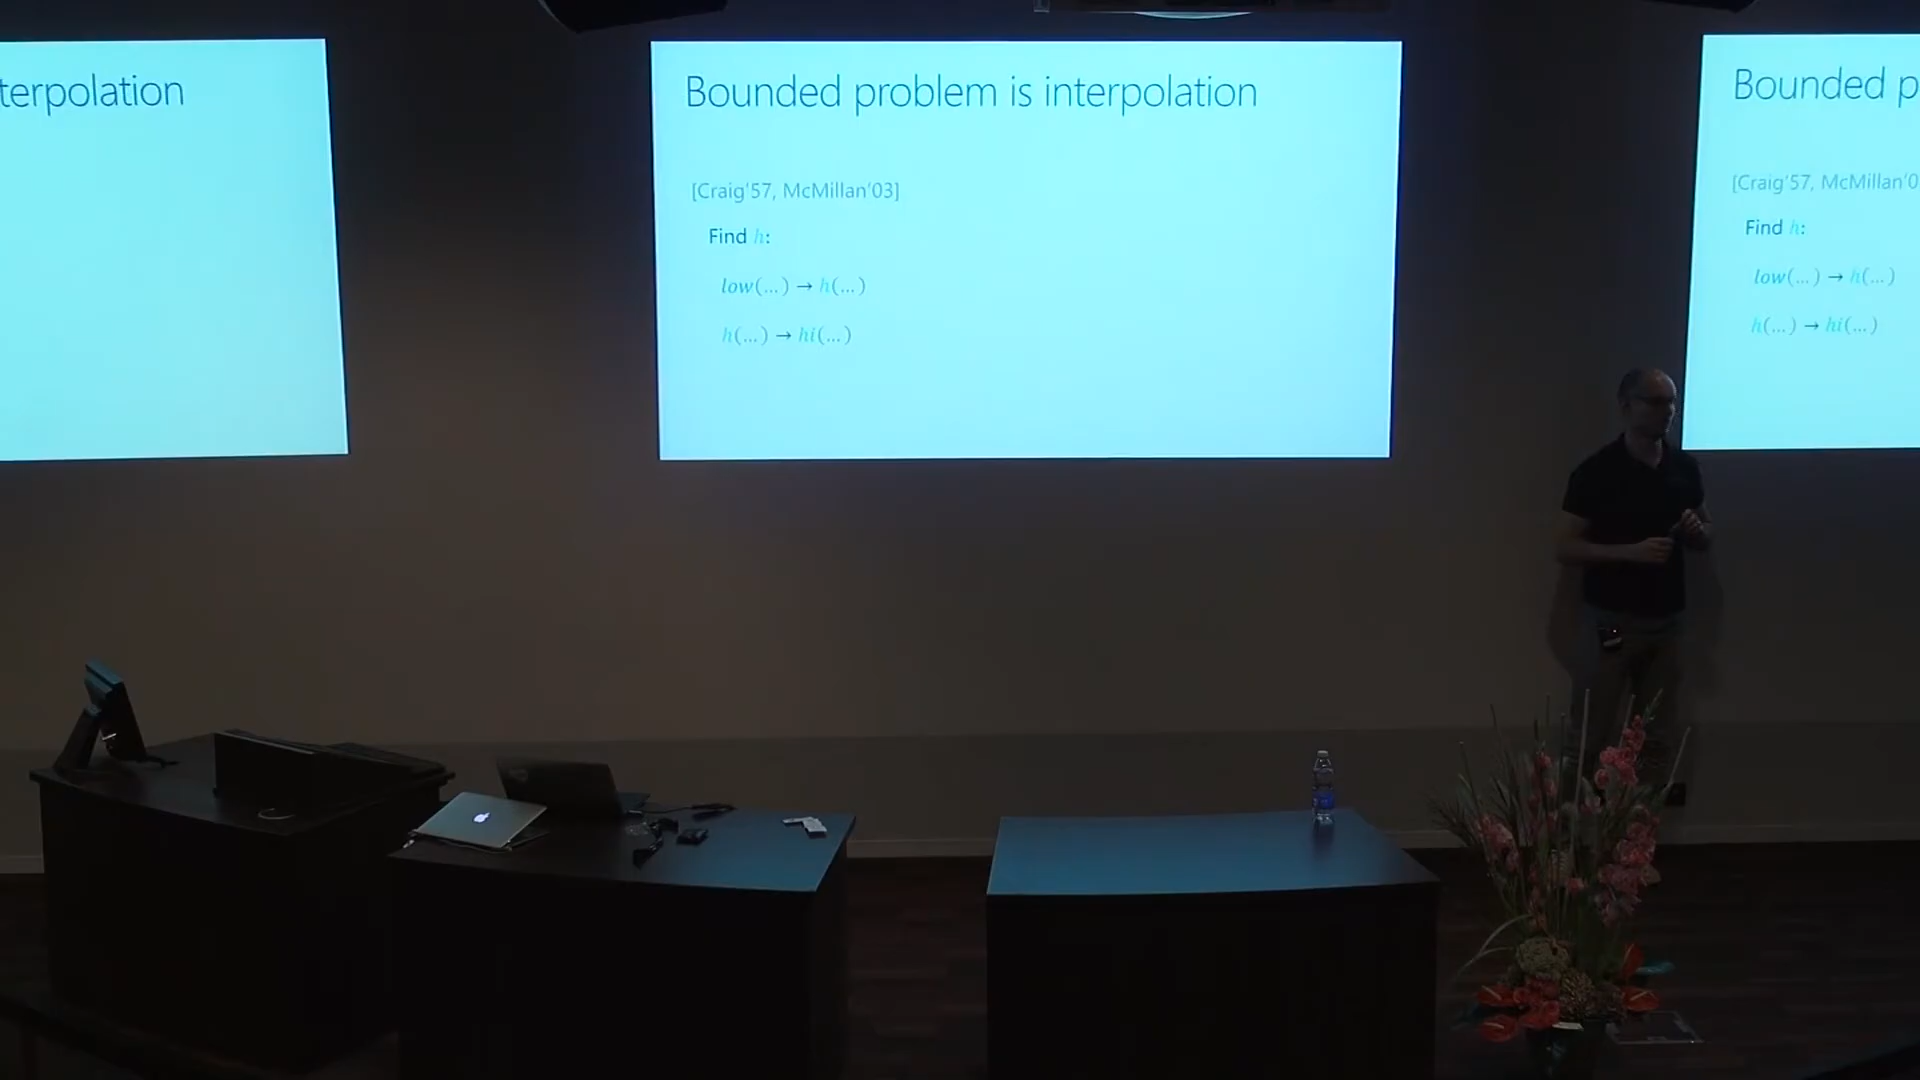 terpolation
Bounded problem is interpolation
[Craig'57, McMillan'03]
Find h:
low(...) → h(...)
h(...) → hi(...)
Bounded p
[Craig'57, McMillan'0
Find h:
low(...) → h(...)
h(...) → hi(...)